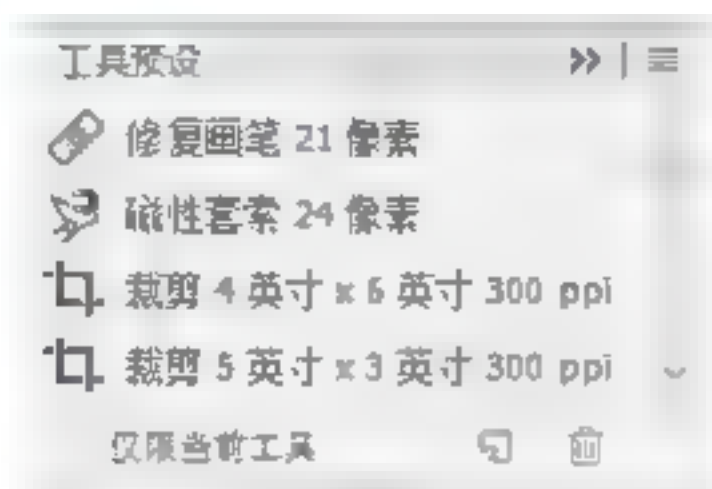 工具预设
修复画笔 21 像素
磁性套索 24 像素
裁剪 4 英寸 x 6 英寸 300 ppi
裁剪 5 英寸 x 3 英寸 300 ppi
仅限当前工具